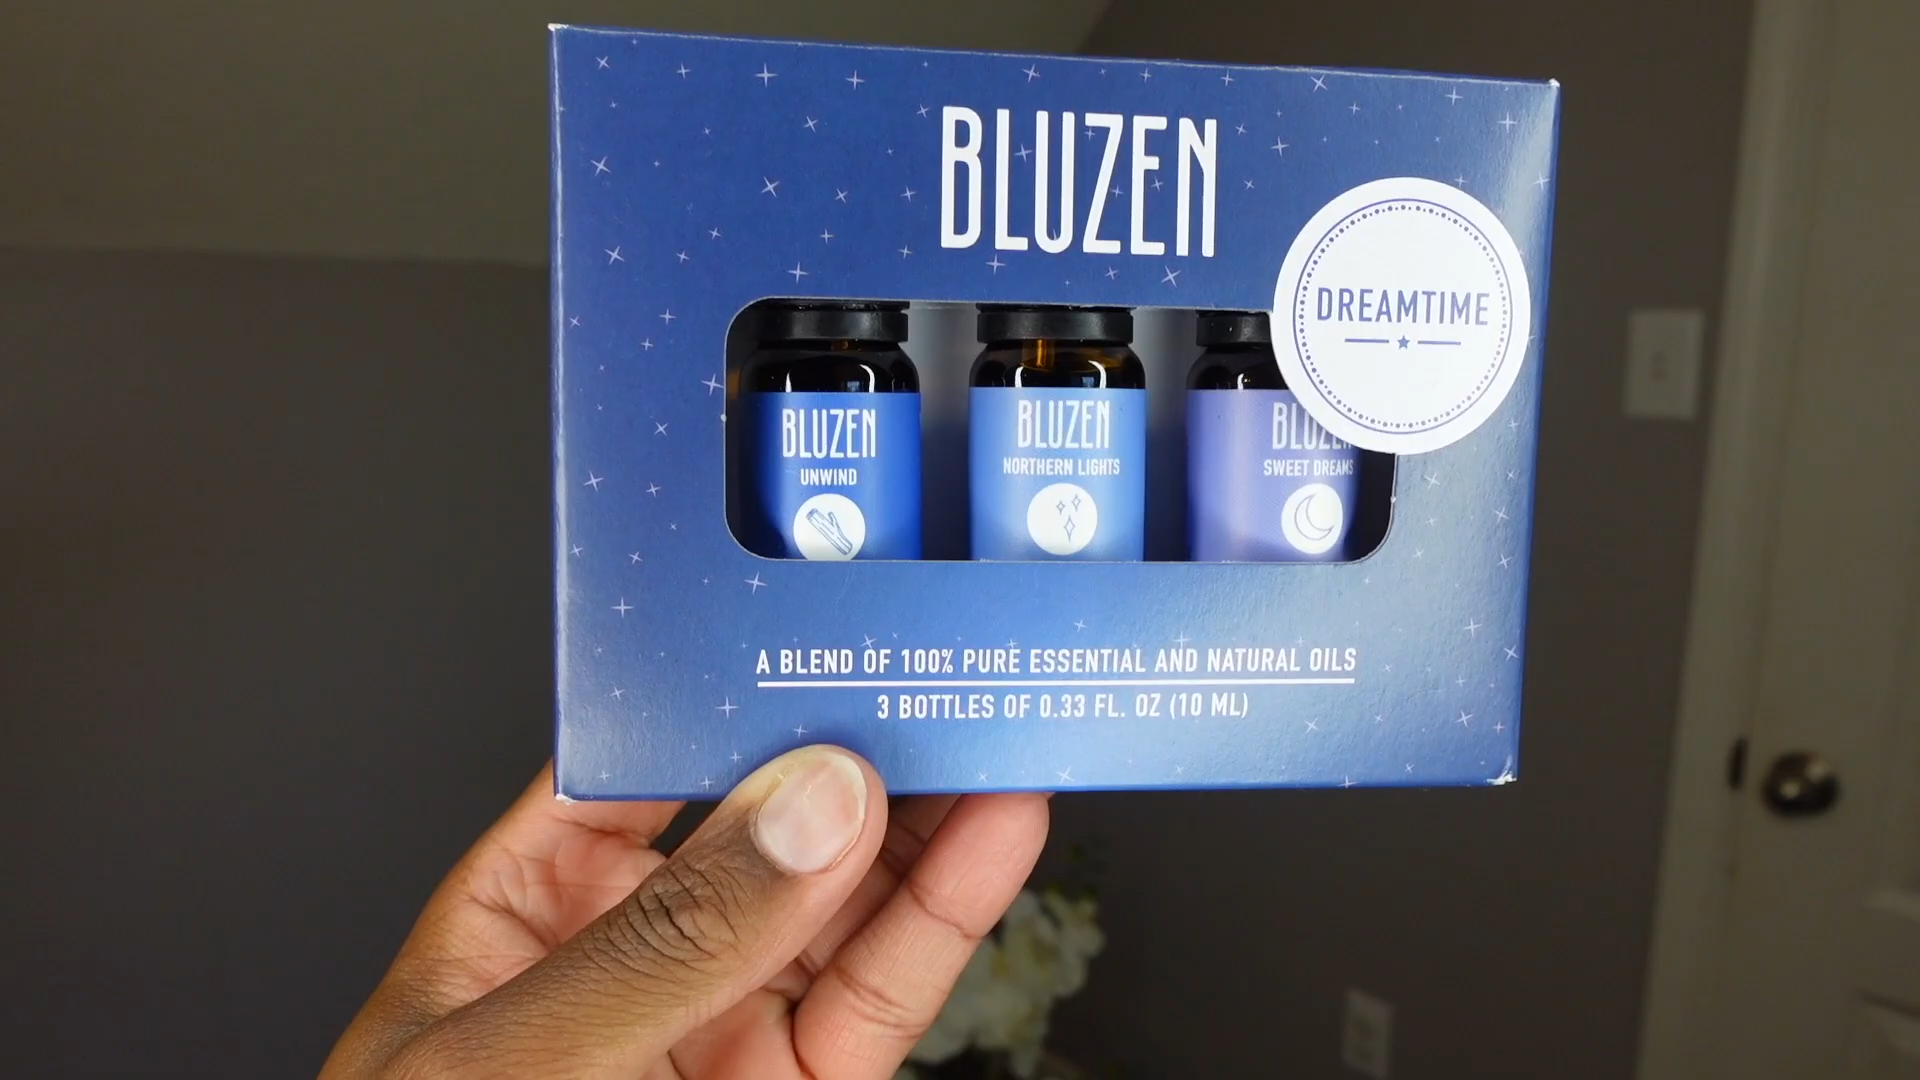 BLUZEN
DREAMTIME
BLUZEN
UNWIND
BLUZEN
NORTHERN LIGHTS
SWEET DREAMS
A BLEND OF 100% PURE ESSENTIAL AND NATURAL OILS
3 BOTTLES OF 0.33 FL. OZ (10 ML)